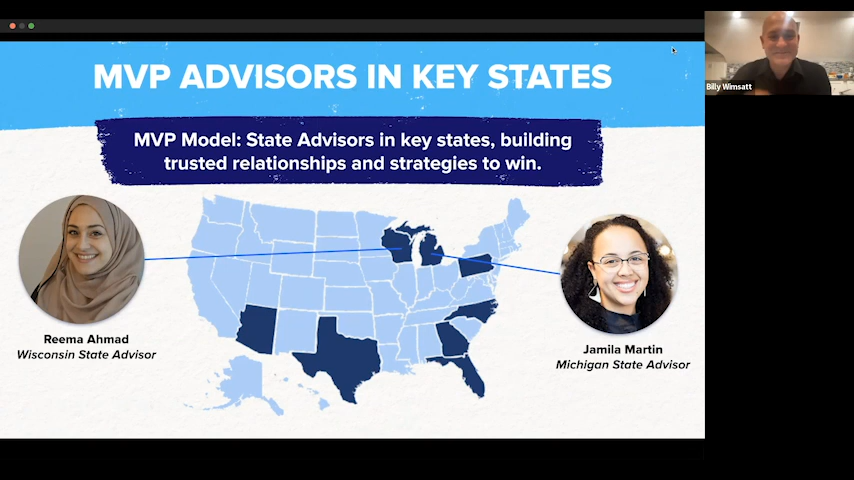 MVP ADVISORS IN KEY STATES
Billy Wimsatt
MVP Model: State Advisors in key states, building
trusted relationships and strategies to win.
Reema Ahmad
Wisconsin State Advisor
Jamila Martin
Michigan State Advisor